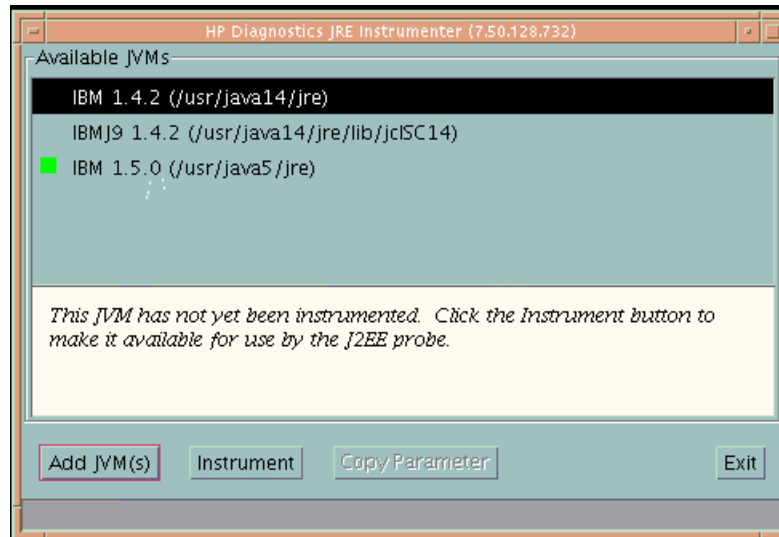 HP Diagnostics JRE Instrumenter (7.50.128.732)
Available JVMs
IBM 1.4.2 (/usr/java14/jre)
IBMJ9 1.4.2 (/usr/java14/jre/lib/jclSC14)
IBM 1.5.0 (/usr/java5/jre)
This JVM has not yet been instrumented. Click the Instrument button to
make it available for use by the J2EE probe.
Add JVM(s) Instrument Copy Parameter Exit